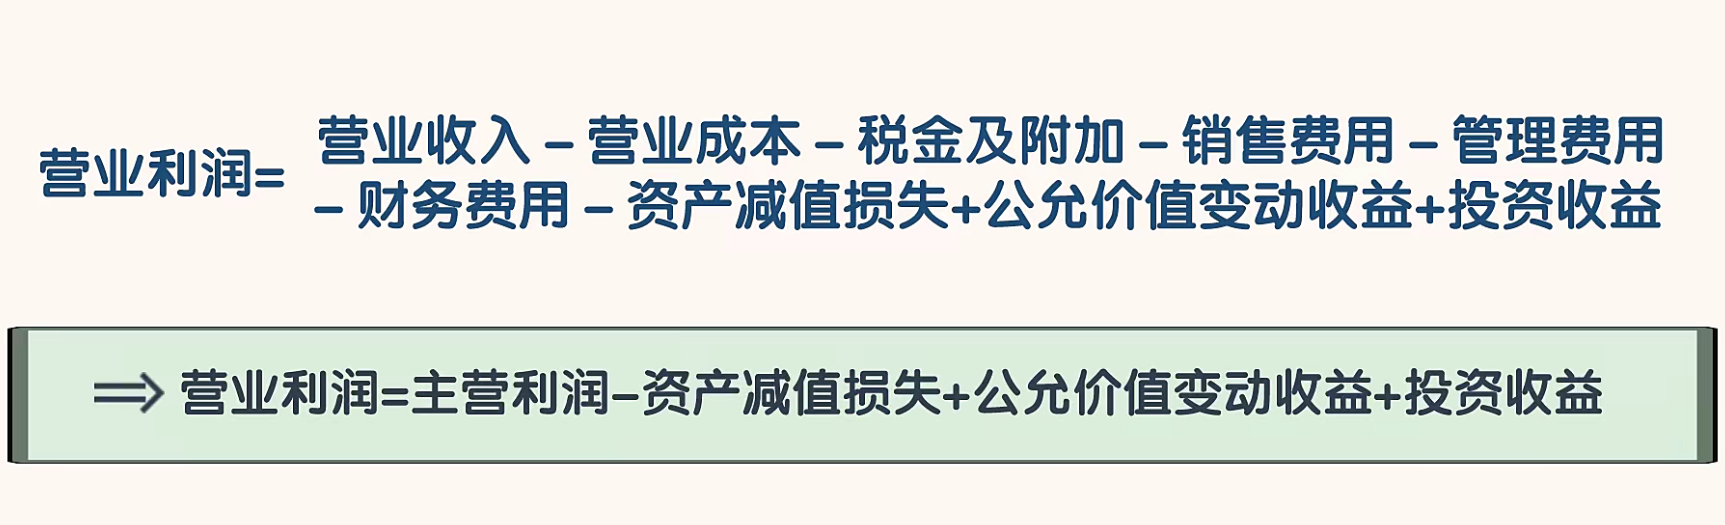 营业利润= 营业收入 – 营业成本 – 税金及附加 – 销售费用 – 管理费用
– 财务费用 – 资产减值损失+公允价值变动收益+投资收益
⇒ 营业利润=主营利润–资产减值损失+公允价值变动收益+投资收益